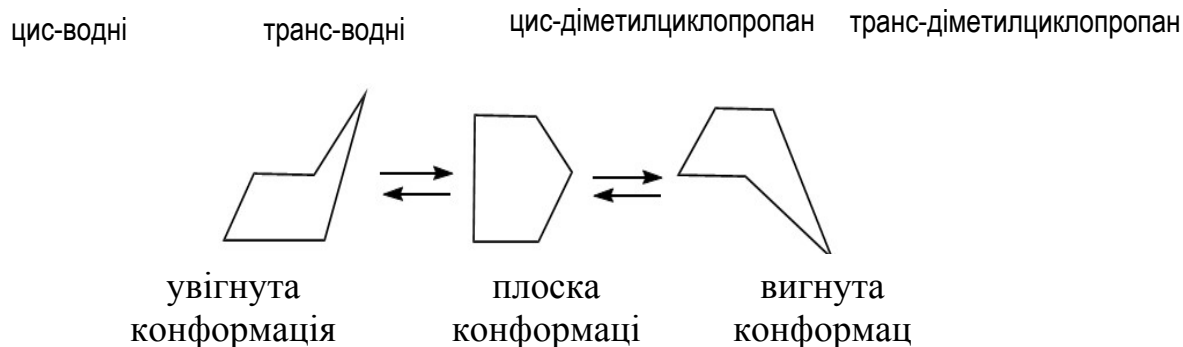 цис-водні транс-водні цис-діметилциклопропан транс-діметилциклопропан
увігнута плоска вигнута
конформація конформаці конформац